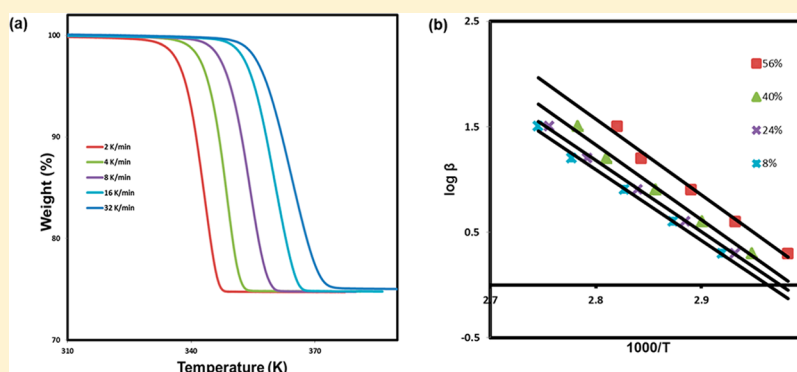 (a)
100
90
80
70
Weight (%)
2 K/min
4 K/min
8 K/min
16 K/min
32 K/min
310
340
370
Temperature (K)
(b)
2.5
1.5
0.5
-0.5
log β
56%
40%
24%
8%
2.7
2.8
2.9
1000/T